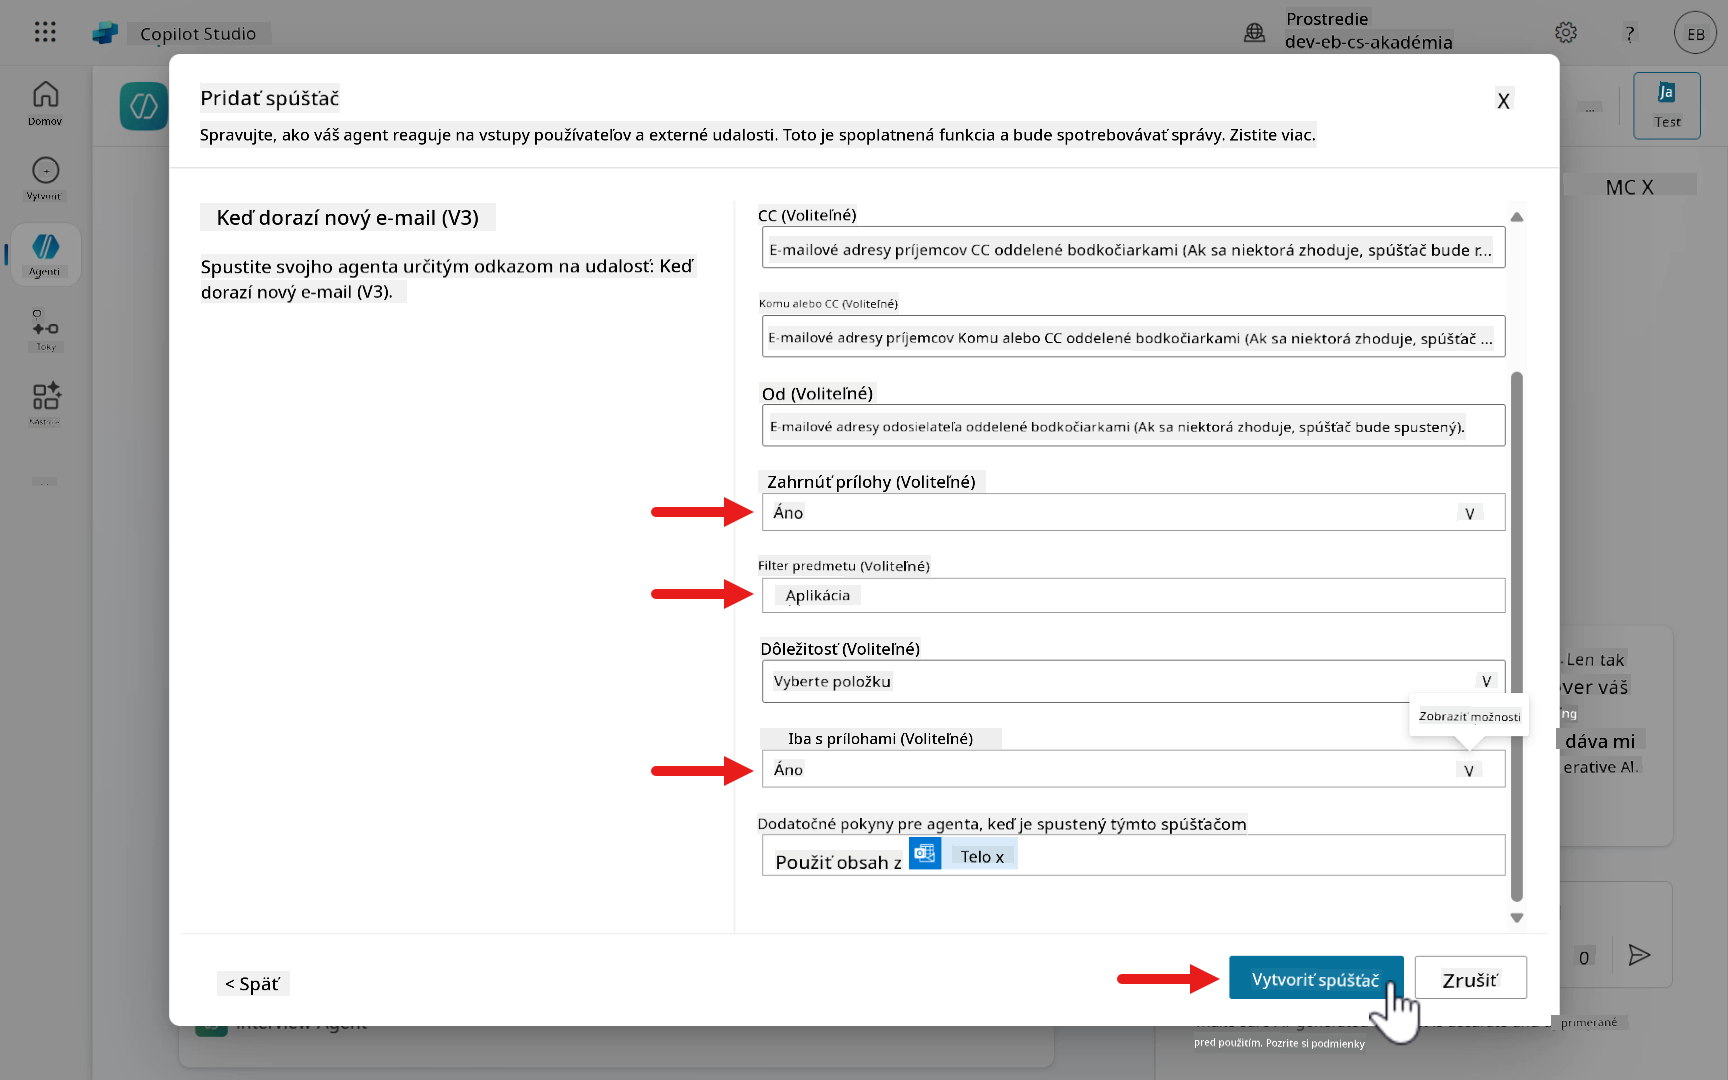 Copilot Studio
Prostredie
dev-eb-cs-akadémia
?
EB
Domov
Vytvoriť
Agenti
Toky
Nástroje
Pridať spúšťač
X
Spravujte, ako váš agent reaguje na vstupy používateľov a externé udalosti. Toto je spoplatnená funkcia a bude spotrebovávať správy. Zistite viac.
...
Ja
Test
MC X
Keď dorazí nový e-mail (V3)
Spustite svojho agenta určitým odkazom na udalosť: Keď
dorazí nový e-mail (V3).
CC (Voliteľné)
E-mailové adresy príjemcov CC oddelené bodkočiarkami (Ak sa niektorá zhoduje, spúšťač bude r...
Komu alebo CC (Voliteľné)
E-mailové adresy príjemcov Komu alebo CC oddelené bodkočiarkami (Ak sa niektorá zhoduje, spúšťač ...
Od (Voliteľné)
E-mailové adresy odosielateľa oddelené bodkočiarkami (Ak sa niektorá zhoduje, spúšťač bude spustený).
Zahrnúť prílohy (Voliteľné)
Áno V
Filter predmetu (Voliteľné)
Aplikácia
Dôležitosť (Voliteľné)
Vyberte položku V
Zobraziť možnosti
Iba s prílohami (Voliteľné)
Áno V
Dodatočné pokyny pre agenta, keď je spustený týmto spúšťačom
Použiť obsah z Telo x
Len tak
ver váš
ng
dáva mi
erative AI.
0
< Späť
Vytvoriť spúšťač
Zrušiť
Interview Agent
primerané
pred použitím. Pozrite si podmienky